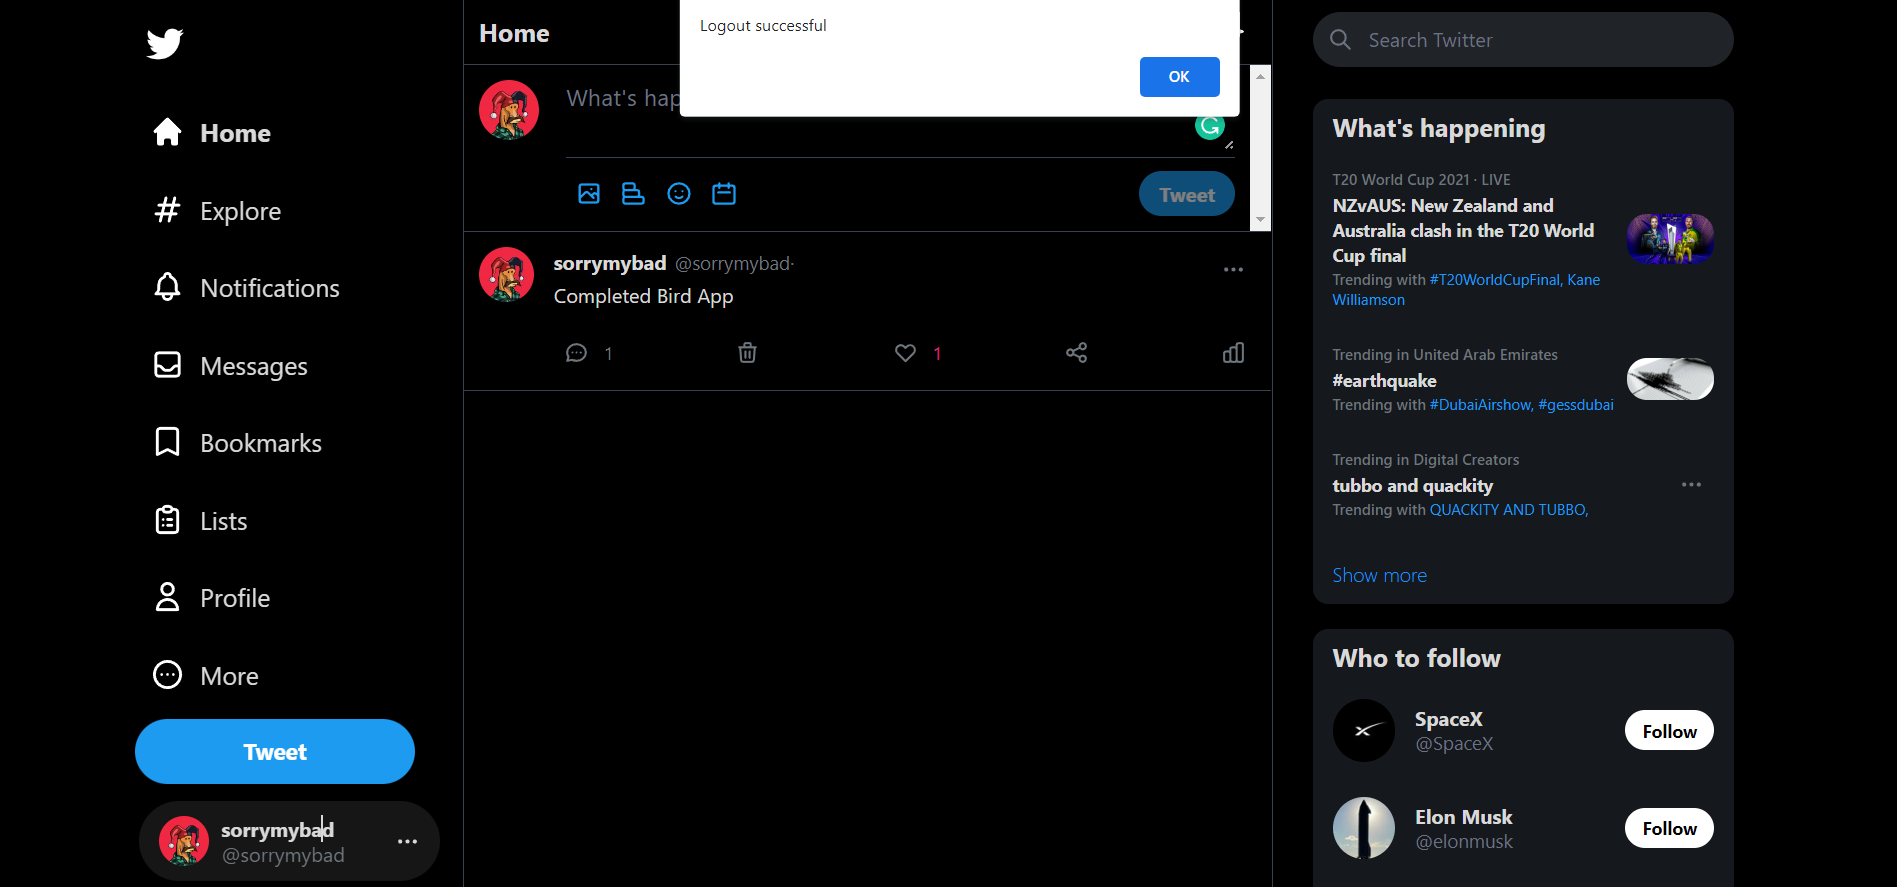 Home
Explore
Notifications
Messages
Bookmarks
Lists
Profile
More
Tweet
sorrymybad
@sorrymybad
Home
Logout successful
OK
What's hap
Tweet
sorrymybad @sorrymybad·
Completed Bird App
1
1
Search Twitter
What's happening
T20 World Cup 2021 · LIVE
NZvAUS: New Zealand and
Australia clash in the T20 World
Cup final
Trending with #T20WorldCupFinal, Kane
Williamson
Trending in United Arab Emirates
#earthquake
Trending with #DubaiAirshow, #gessdubai
Trending in Digital Creators
tubbo and quackity
Trending with QUACKITY AND TUBBO,
Show more
Who to follow
SpaceX
@SpaceX
Follow
Elon Musk
@elonmusk
Follow